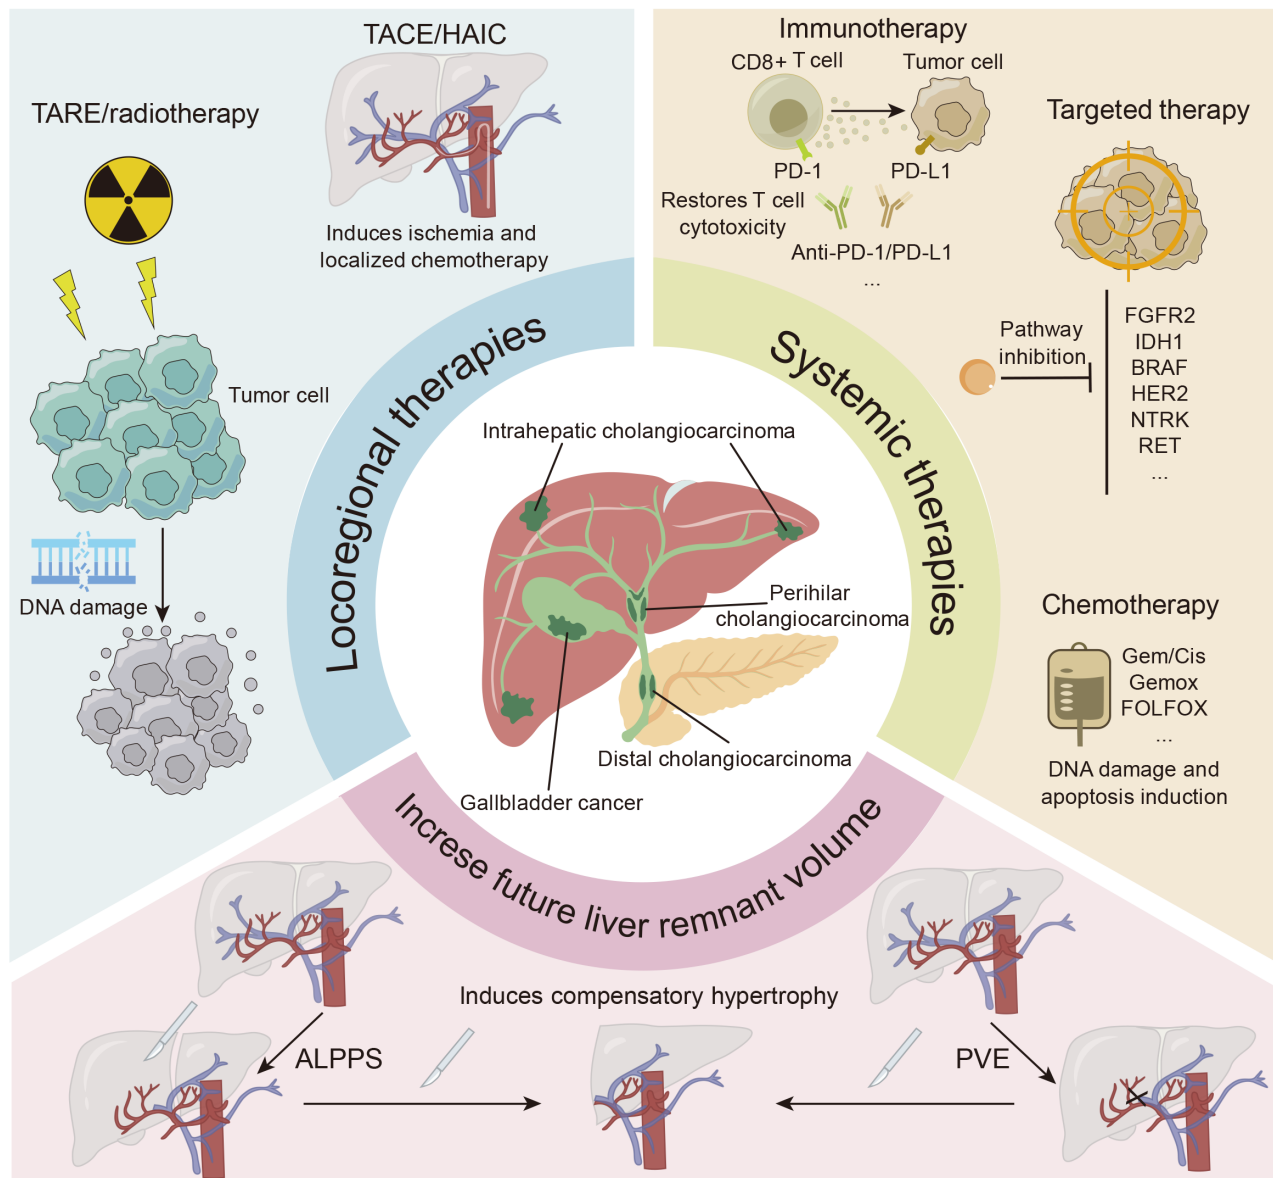 TACE/HAIC
Induces ischemia and
localized chemotherapy
TARE/radiotherapy
Tumor cell
DNA damage
Locoregional therapies
Immunotherapy
CD8+ T cell
Tumor cell
PD-1
PD-L1
Restores T cell
cytotoxicity
Anti-PD-1/PD-L1
...
Targeted therapy
Pathway
inhibition
FGFR2
IDH1
BRAF
HER2
NTRK
RET
...
Systemic therapies
Chemotherapy
Gem/Cis
Gemox
FOLFOX
...
DNA damage and
apoptosis induction
Intrahepatic cholangiocarcinoma
Perihilar
cholangiocarcinoma
Distal cholangiocarcinoma
Gallbladder cancer
Increse future liver remnant volume
Induces compensatory hypertrophy
ALPPS
PVE